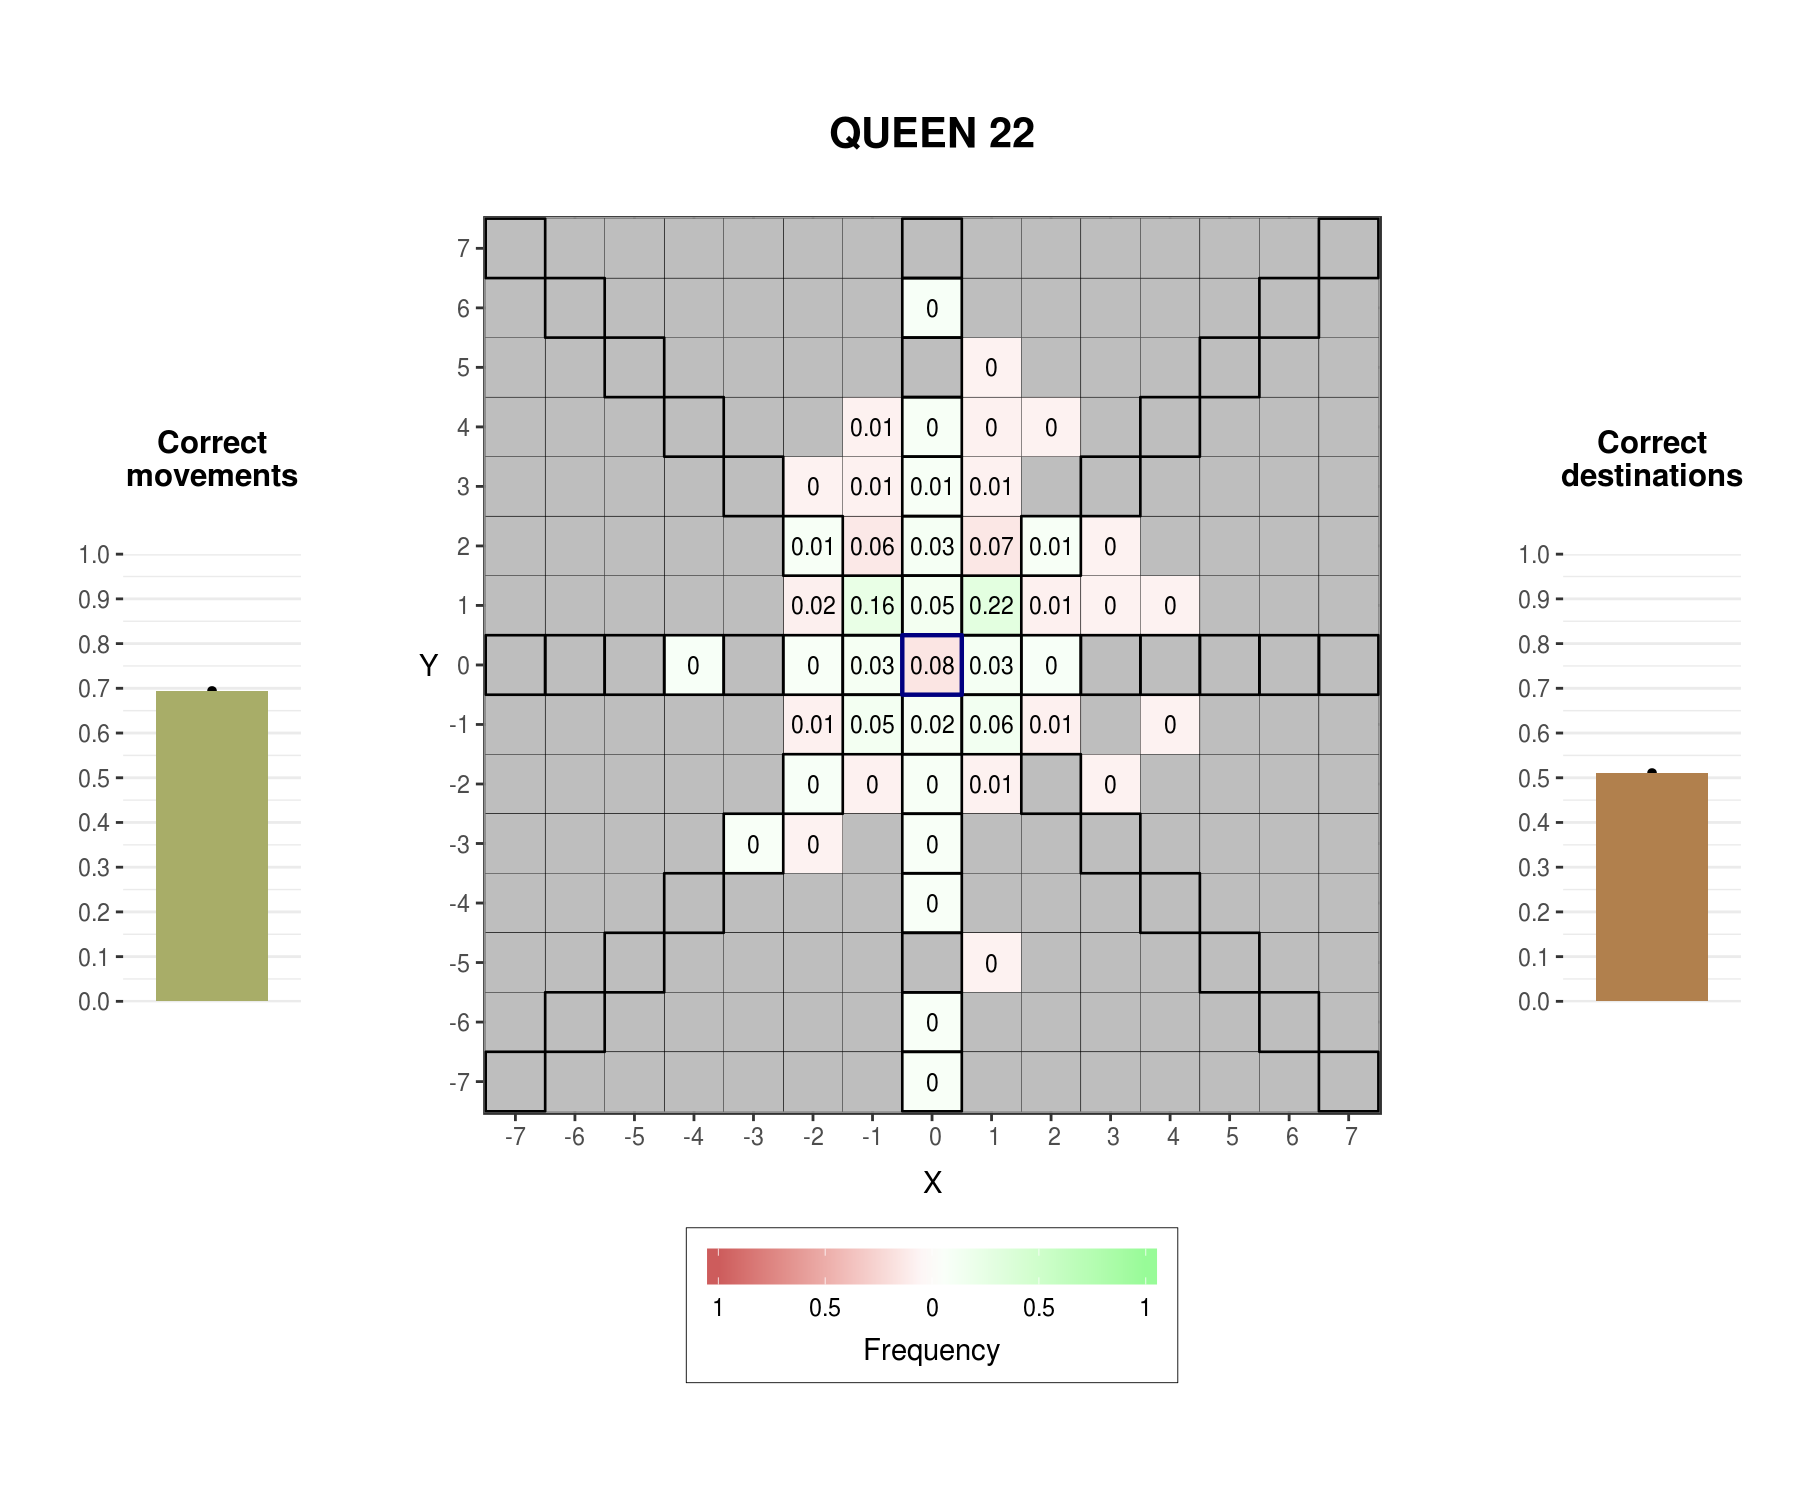 QUEEN 22
Correct
movements
1.0
0.9
0.8
0.7
0.6
0.5
0.4
0.3
0.2
0.1
0.0
Y
7
6 0
5 0
4 0.01 0 0 0
3 0 0.01 0.01 0.01
2 0.01 0.06 0.03 0.07 0.01 0
1 0.02 0.16 0.05 0.22 0.01 0 0
0 0 0 0.03 0.08 0.03 0
-1 0.01 0.05 0.02 0.06 0.01 0
-2 0 0 0 0.01 0
-3 0 0 0
-4 0
-5 0
-6 0
-7 0
-7 -6 -5 -4 -3 -2 -1 0 1 2 3 4 5 6 7
X
1 0.5 0 0.5 1
Frequency
Correct
destinations
1.0
0.9
0.8
0.7
0.6
0.5
0.4
0.3
0.2
0.1
0.0